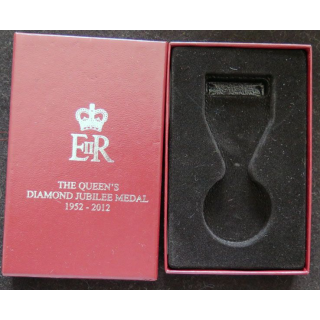 EIIR
THE QUEEN'S
DIAMOND JUBILEE MEDAL
1952 - 2012